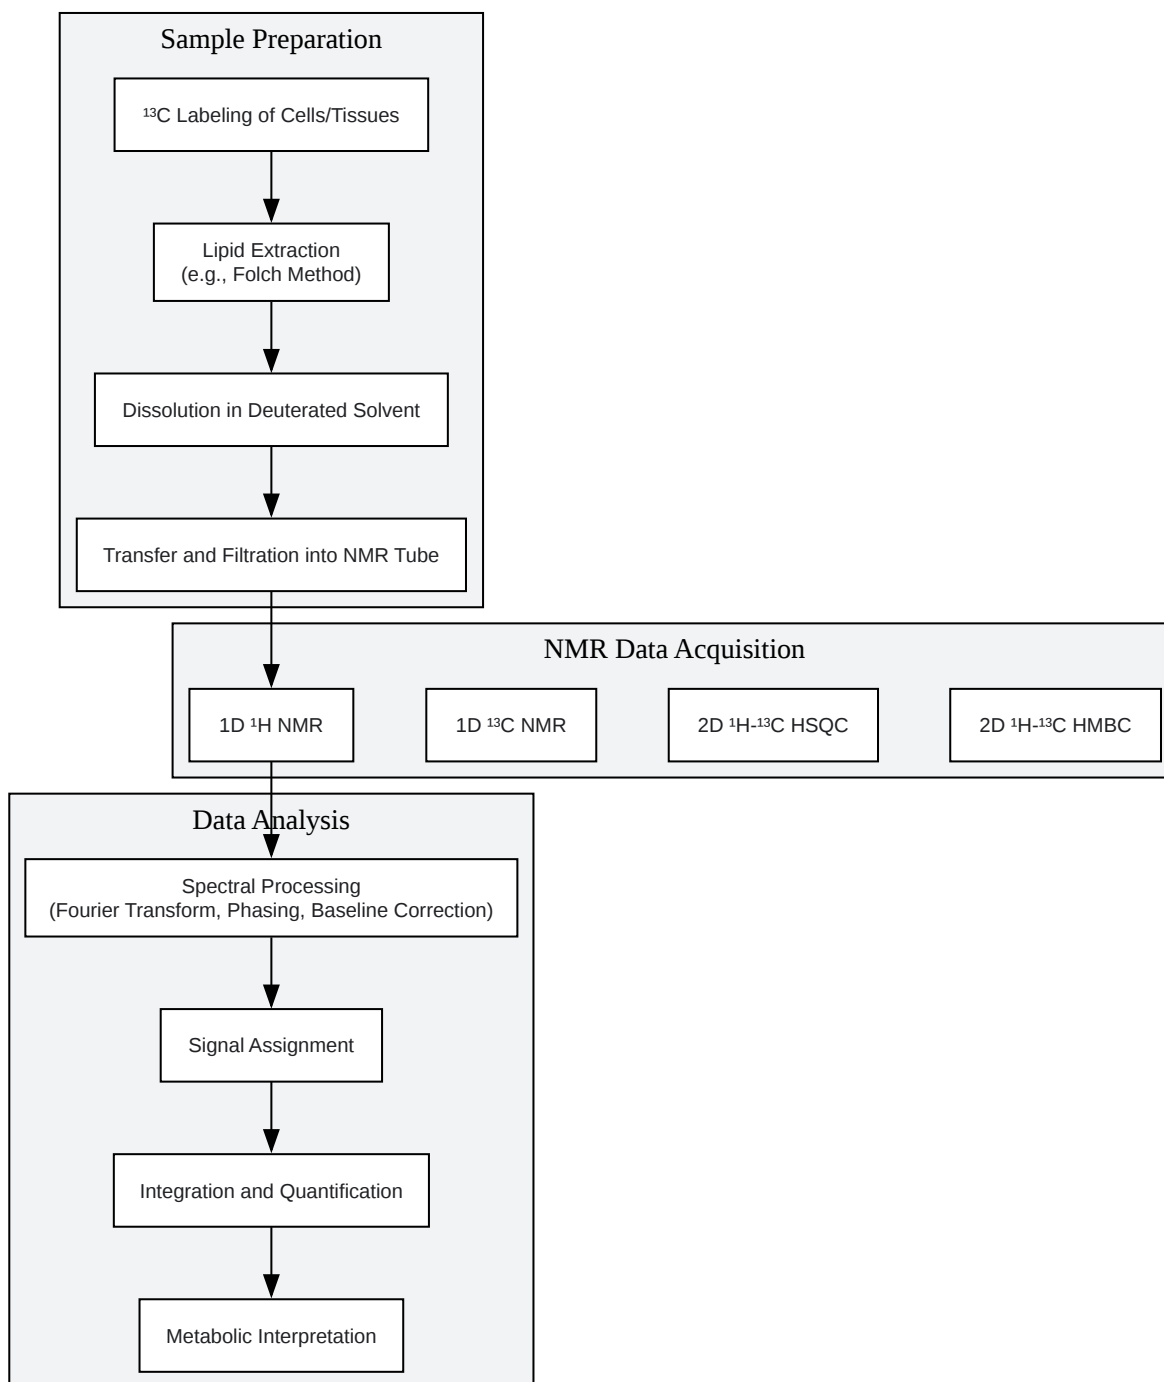 Sample Preparation
¹³C Labeling of Cells/Tissues
Lipid Extraction
(e.g., Folch Method)
Dissolution in Deuterated Solvent
Transfer and Filtration into NMR Tube
NMR Data Acquisition
1D ¹H NMR
1D ¹³C NMR
2D ¹H-¹³C HSQC
2D ¹H-¹³C HMBC
Data Analysis
Spectral Processing
(Fourier Transform, Phasing, Baseline Correction)
Signal Assignment
Integration and Quantification
Metabolic Interpretation